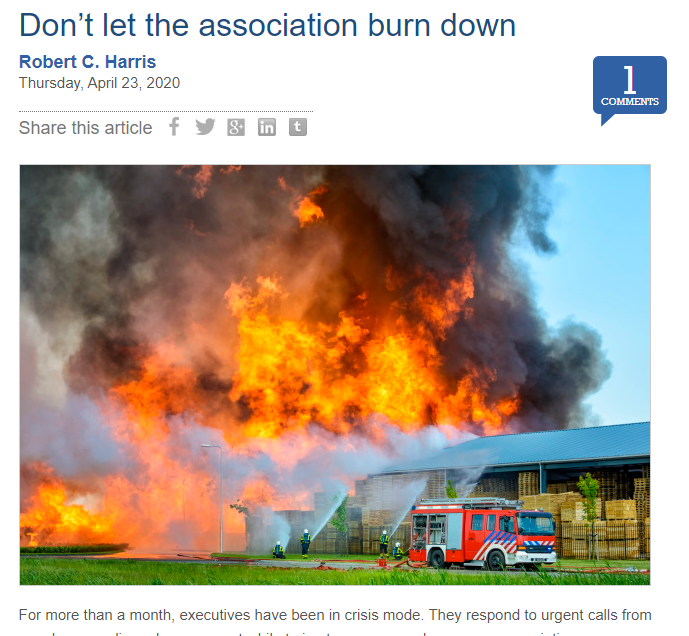 Don’t let the association burn down
Robert C. Harris
Thursday, April 23, 2020
1
COMMENTS
Share this article
For more than a month, executives have been in crisis mode. They respond to urgent calls from